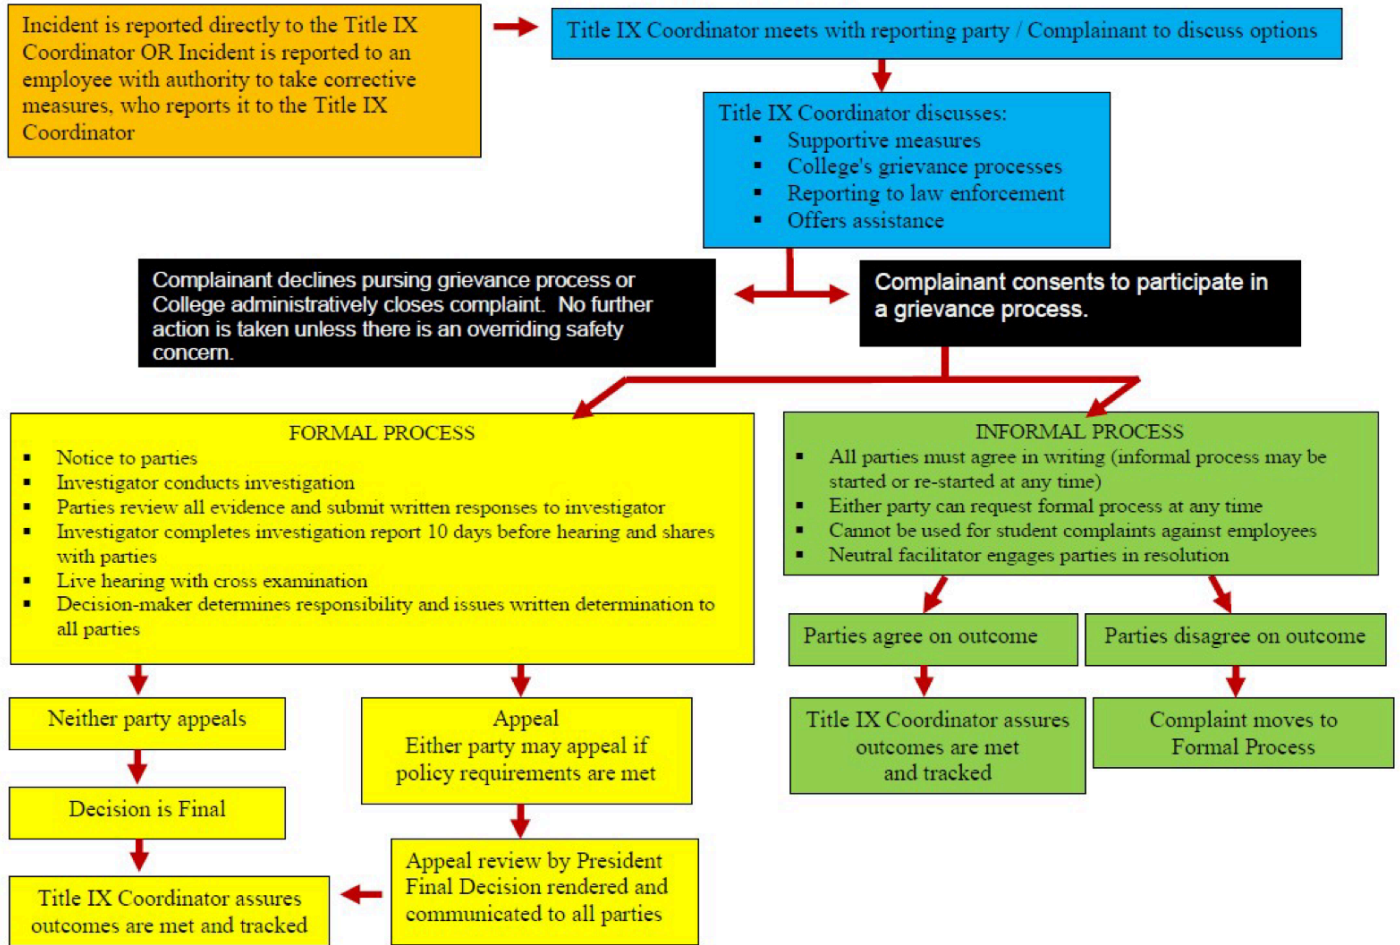 Incident is reported directly to the Title IX
Coordinator OR Incident is reported to an
employee with authority to take corrective
measures, who reports it to the Title IX
Coordinator
Title IX Coordinator meets with reporting party / Complainant to discuss options
Title IX Coordinator discusses:
▪ Supportive measures
▪ College's grievance processes
▪ Reporting to law enforcement
▪ Offers assistance
Complainant declines pursing grievance process or
College administratively closes complaint. No further
action is taken unless there is an overriding safety
concern.
Complainant consents to participate in
a grievance process.
FORMAL PROCESS
▪ Notice to parties
▪ Investigator conducts investigation
▪ Parties review all evidence and submit written responses to investigator
▪ Investigator completes investigation report 10 days before hearing and shares
with parties
▪ Live hearing with cross examination
▪ Decision-maker determines responsibility and issues written determination to
all parties
INFORMAL PROCESS
▪ All parties must agree in writing (informal process may be
started or re-started at any time)
▪ Either party can request formal process at any time
▪ Cannot be used for student complaints against employees
▪ Neutral facilitator engages parties in resolution
Parties agree on outcome
Parties disagree on outcome
Title IX Coordinator assures
outcomes are met
and tracked
Complaint moves to
Formal Process
Neither party appeals
Appeal
Either party may appeal if
policy requirements are met
Decision is Final
Appeal review by President
Final Decision rendered and
communicated to all parties
Title IX Coordinator assures
outcomes are met and tracked